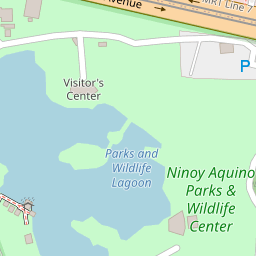 Avenue
MRT Line 7
P
Visitor's
Center
Parks and
Wildlife
Lagoon
Ninoy Aquino
Parks &
Wildlife
Center